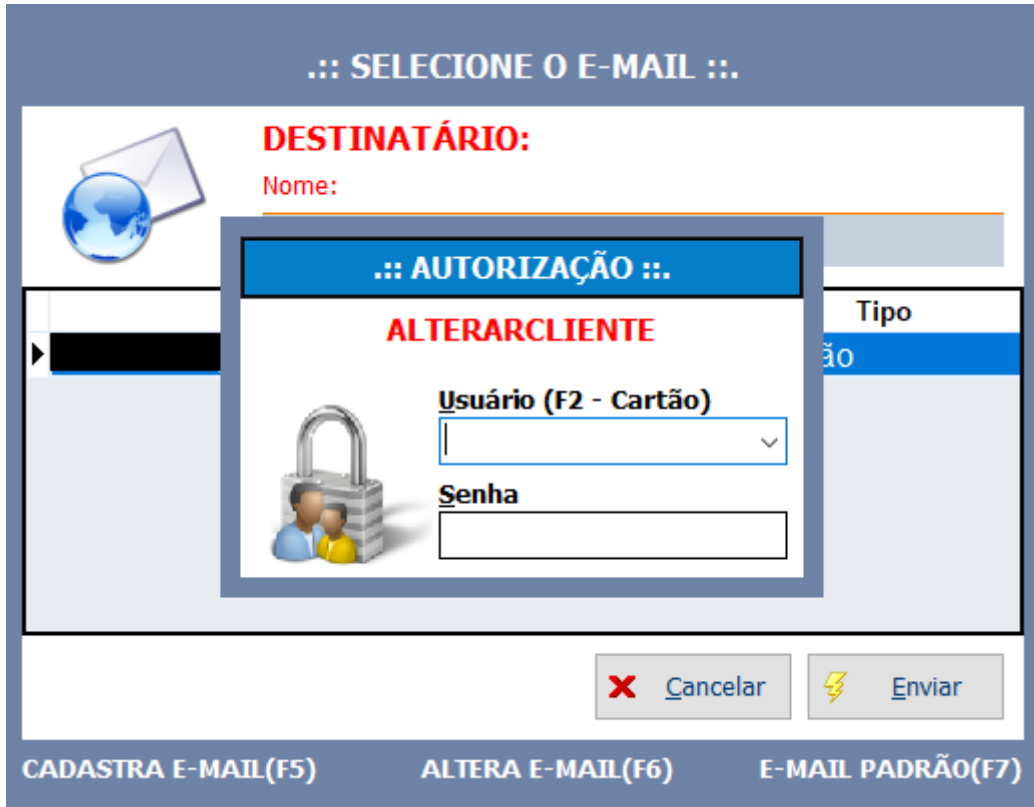 .:: SELECIONE O E-MAIL ::.
DESTINATÁRIO:
Nome:
.:: AUTORIZAÇÃO ::.
ALTERARCLIENTE
Tipo
ão
Usuário (F2 - Cartão)
Senha
Cancelar
Enviar
CADASTRA E-MAIL(F5) ALTERA E-MAIL(F6) E-MAIL PADRÃO(F7)